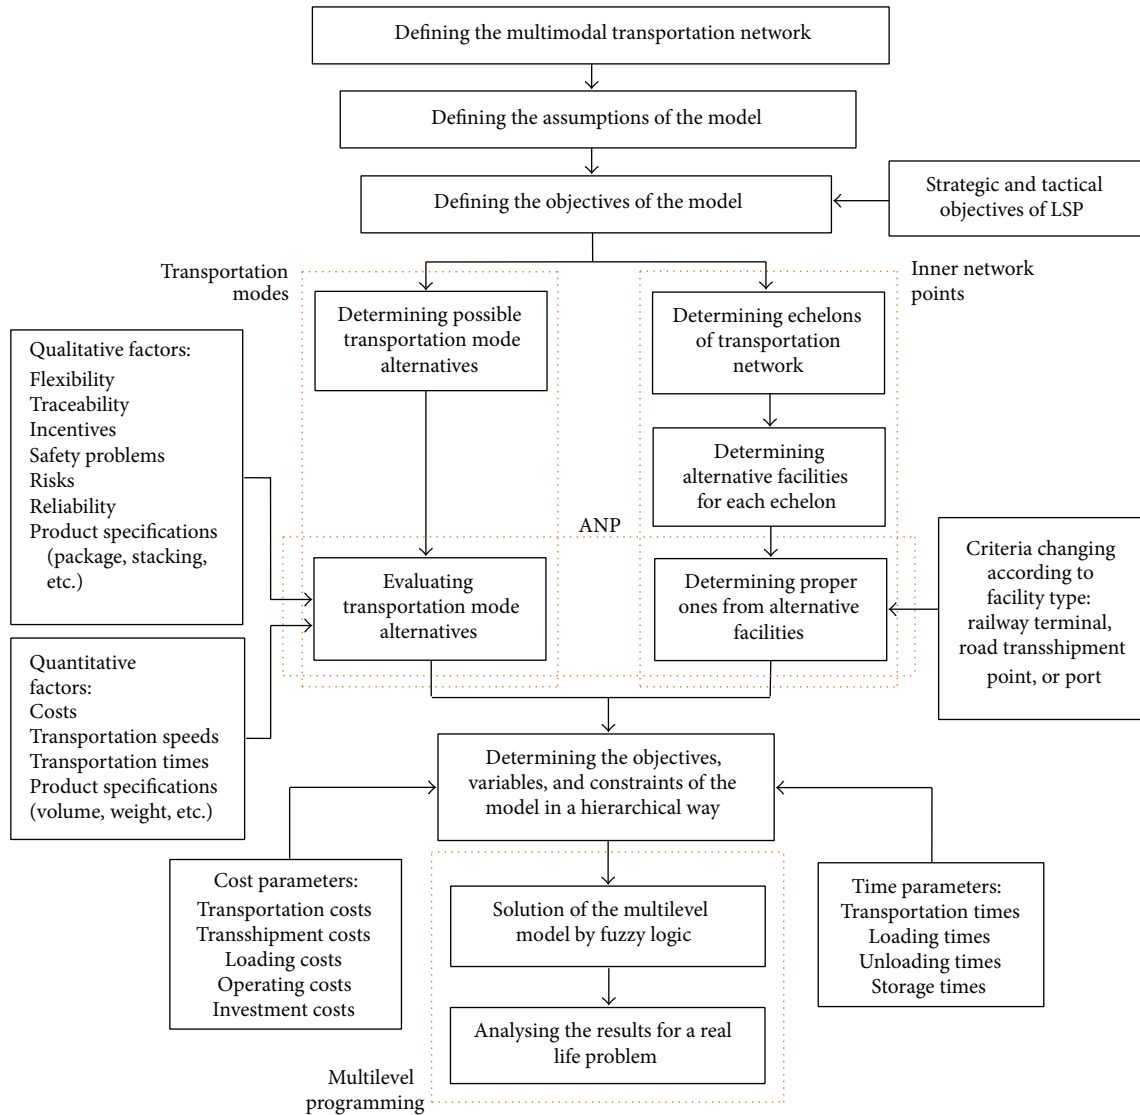 Defining the multimodal transportation network
Defining the assumptions of the model
Defining the objectives of the model
Strategic and tactical
objectives of LSP
Transportation
modes
Inner network
points
Determining possible
transportation mode
alternatives
Determining echelons
of transportation
network
Qualitative factors:
Flexibility
Traceability
Incentives
Safety problems
Risks
Reliability
Product specifications
(package, stacking,
etc.)
Determining
alternative facilities
for each echelon
ANP
Evaluating
transportation mode
alternatives
Determining proper
ones from alternative
facilities
Criteria changing
according to
facility type:
railway terminal,
road transshipment
point, or port
Quantitative
factors:
Costs
Transportation speeds
Transportation times
Product specifications
(volume, weight, etc.)
Determining the objectives,
variables, and constraints of the
model in a hierarchical way
Cost parameters:
Transportation costs
Transshipment costs
Loading costs
Operating costs
Investment costs
Solution of the multilevel
model by fuzzy logic
Time parameters:
Transportation times
Loading times
Unloading times
Storage times
Analysing the results for a real
life problem
Multilevel
programming